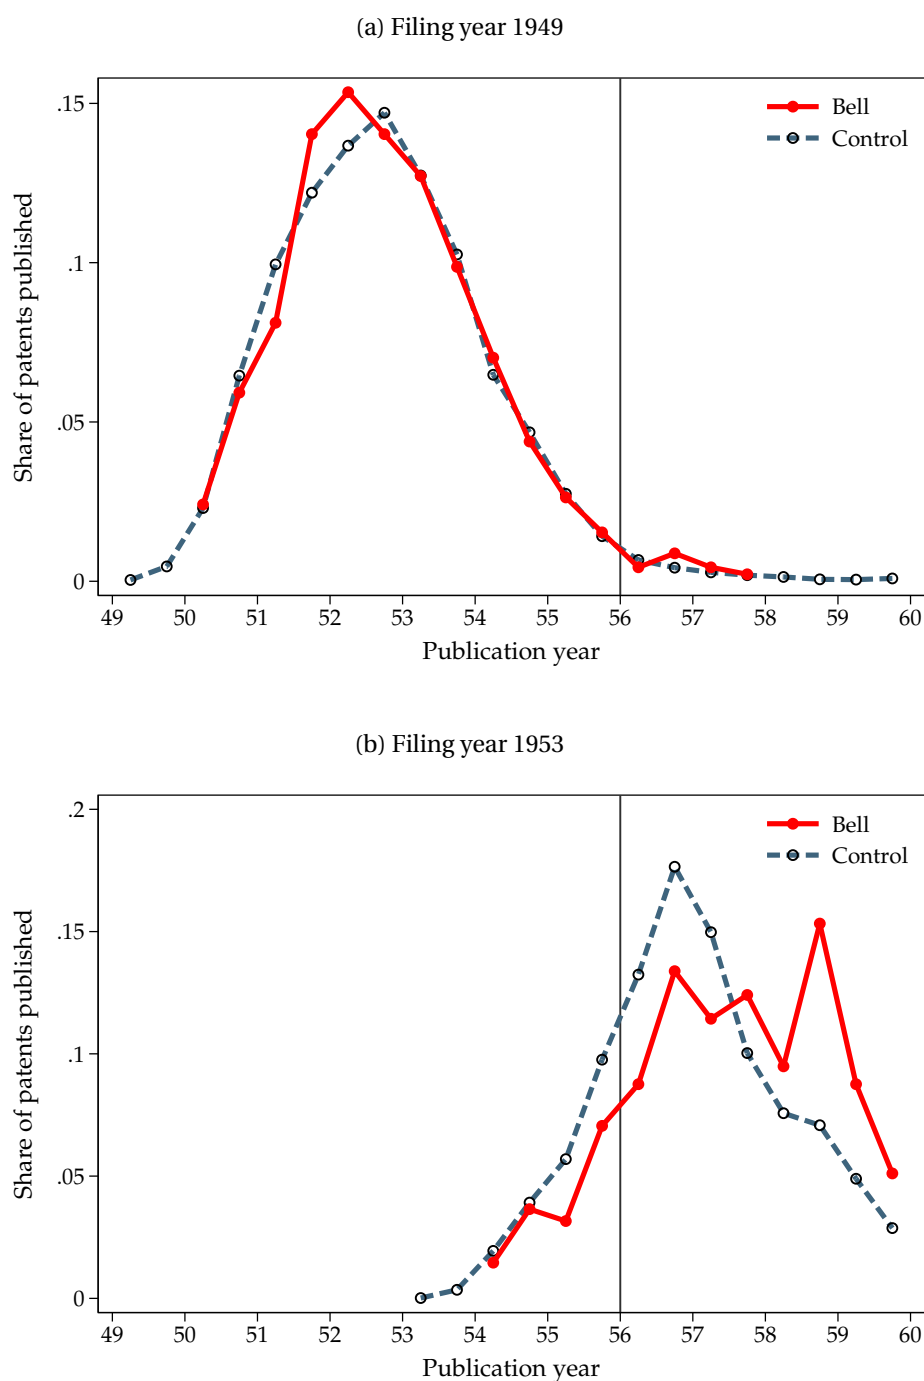 (a) Filing year 1949
.15
.1
.05
0
Share of patents published
Bell
Control
49 50 51 52 53 54 55 56 57 58 59 60
Publication year
(b) Filing year 1953
.2
.15
.1
.05
0
Share of patents published
Bell
Control
49 50 51 52 53 54 55 56 57 58 59 60
Publication year